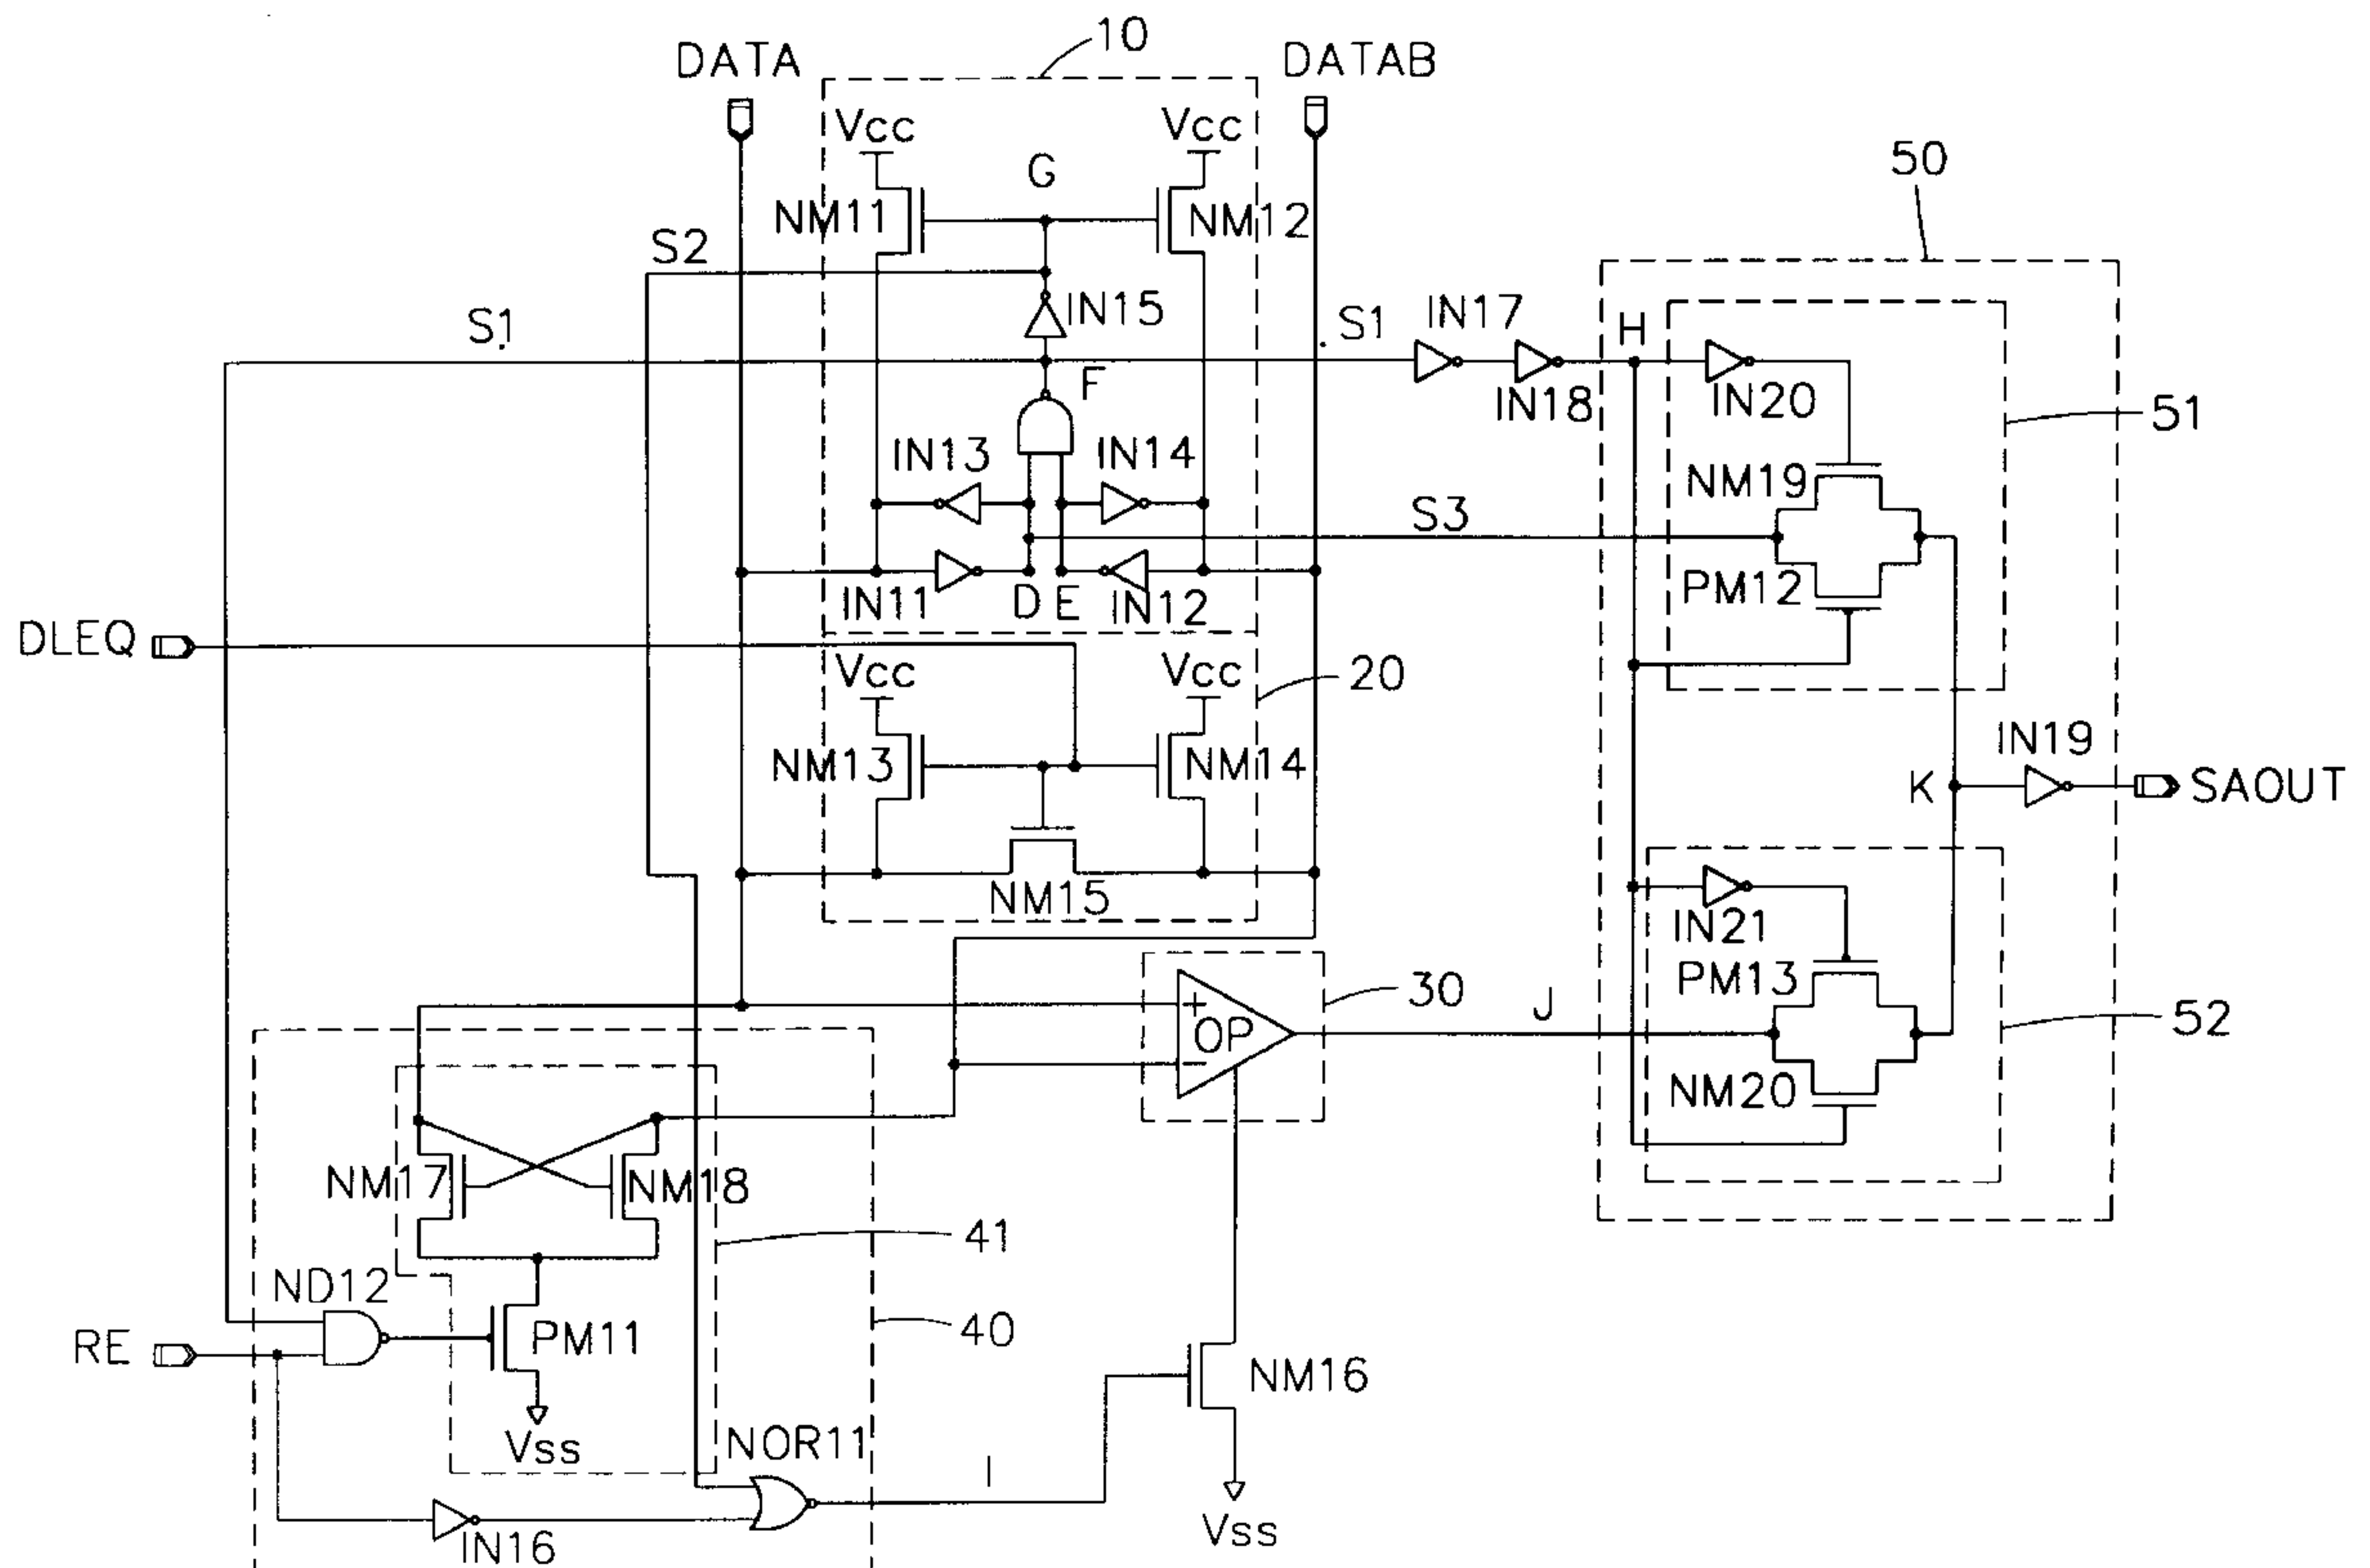 10
DATA
DATAB
Vcc
Vcc
50
G
NM11
NM12
S2
IN15
S1
S1
IN17
H
F
IN18
IN20
51
IN13
IN14
NM19
S3
PM12
IN11
D
E
IN12
DLEQ
Vcc
Vcc
20
NM13
NM14
IN19
K
SAOUT
NM15
IN21
PM13
30
J
+
OP
−
52
NM20
NM17
NM18
41
ND12
PM11
40
RE
NM16
Vss
NOR11
I
IN16
Vss